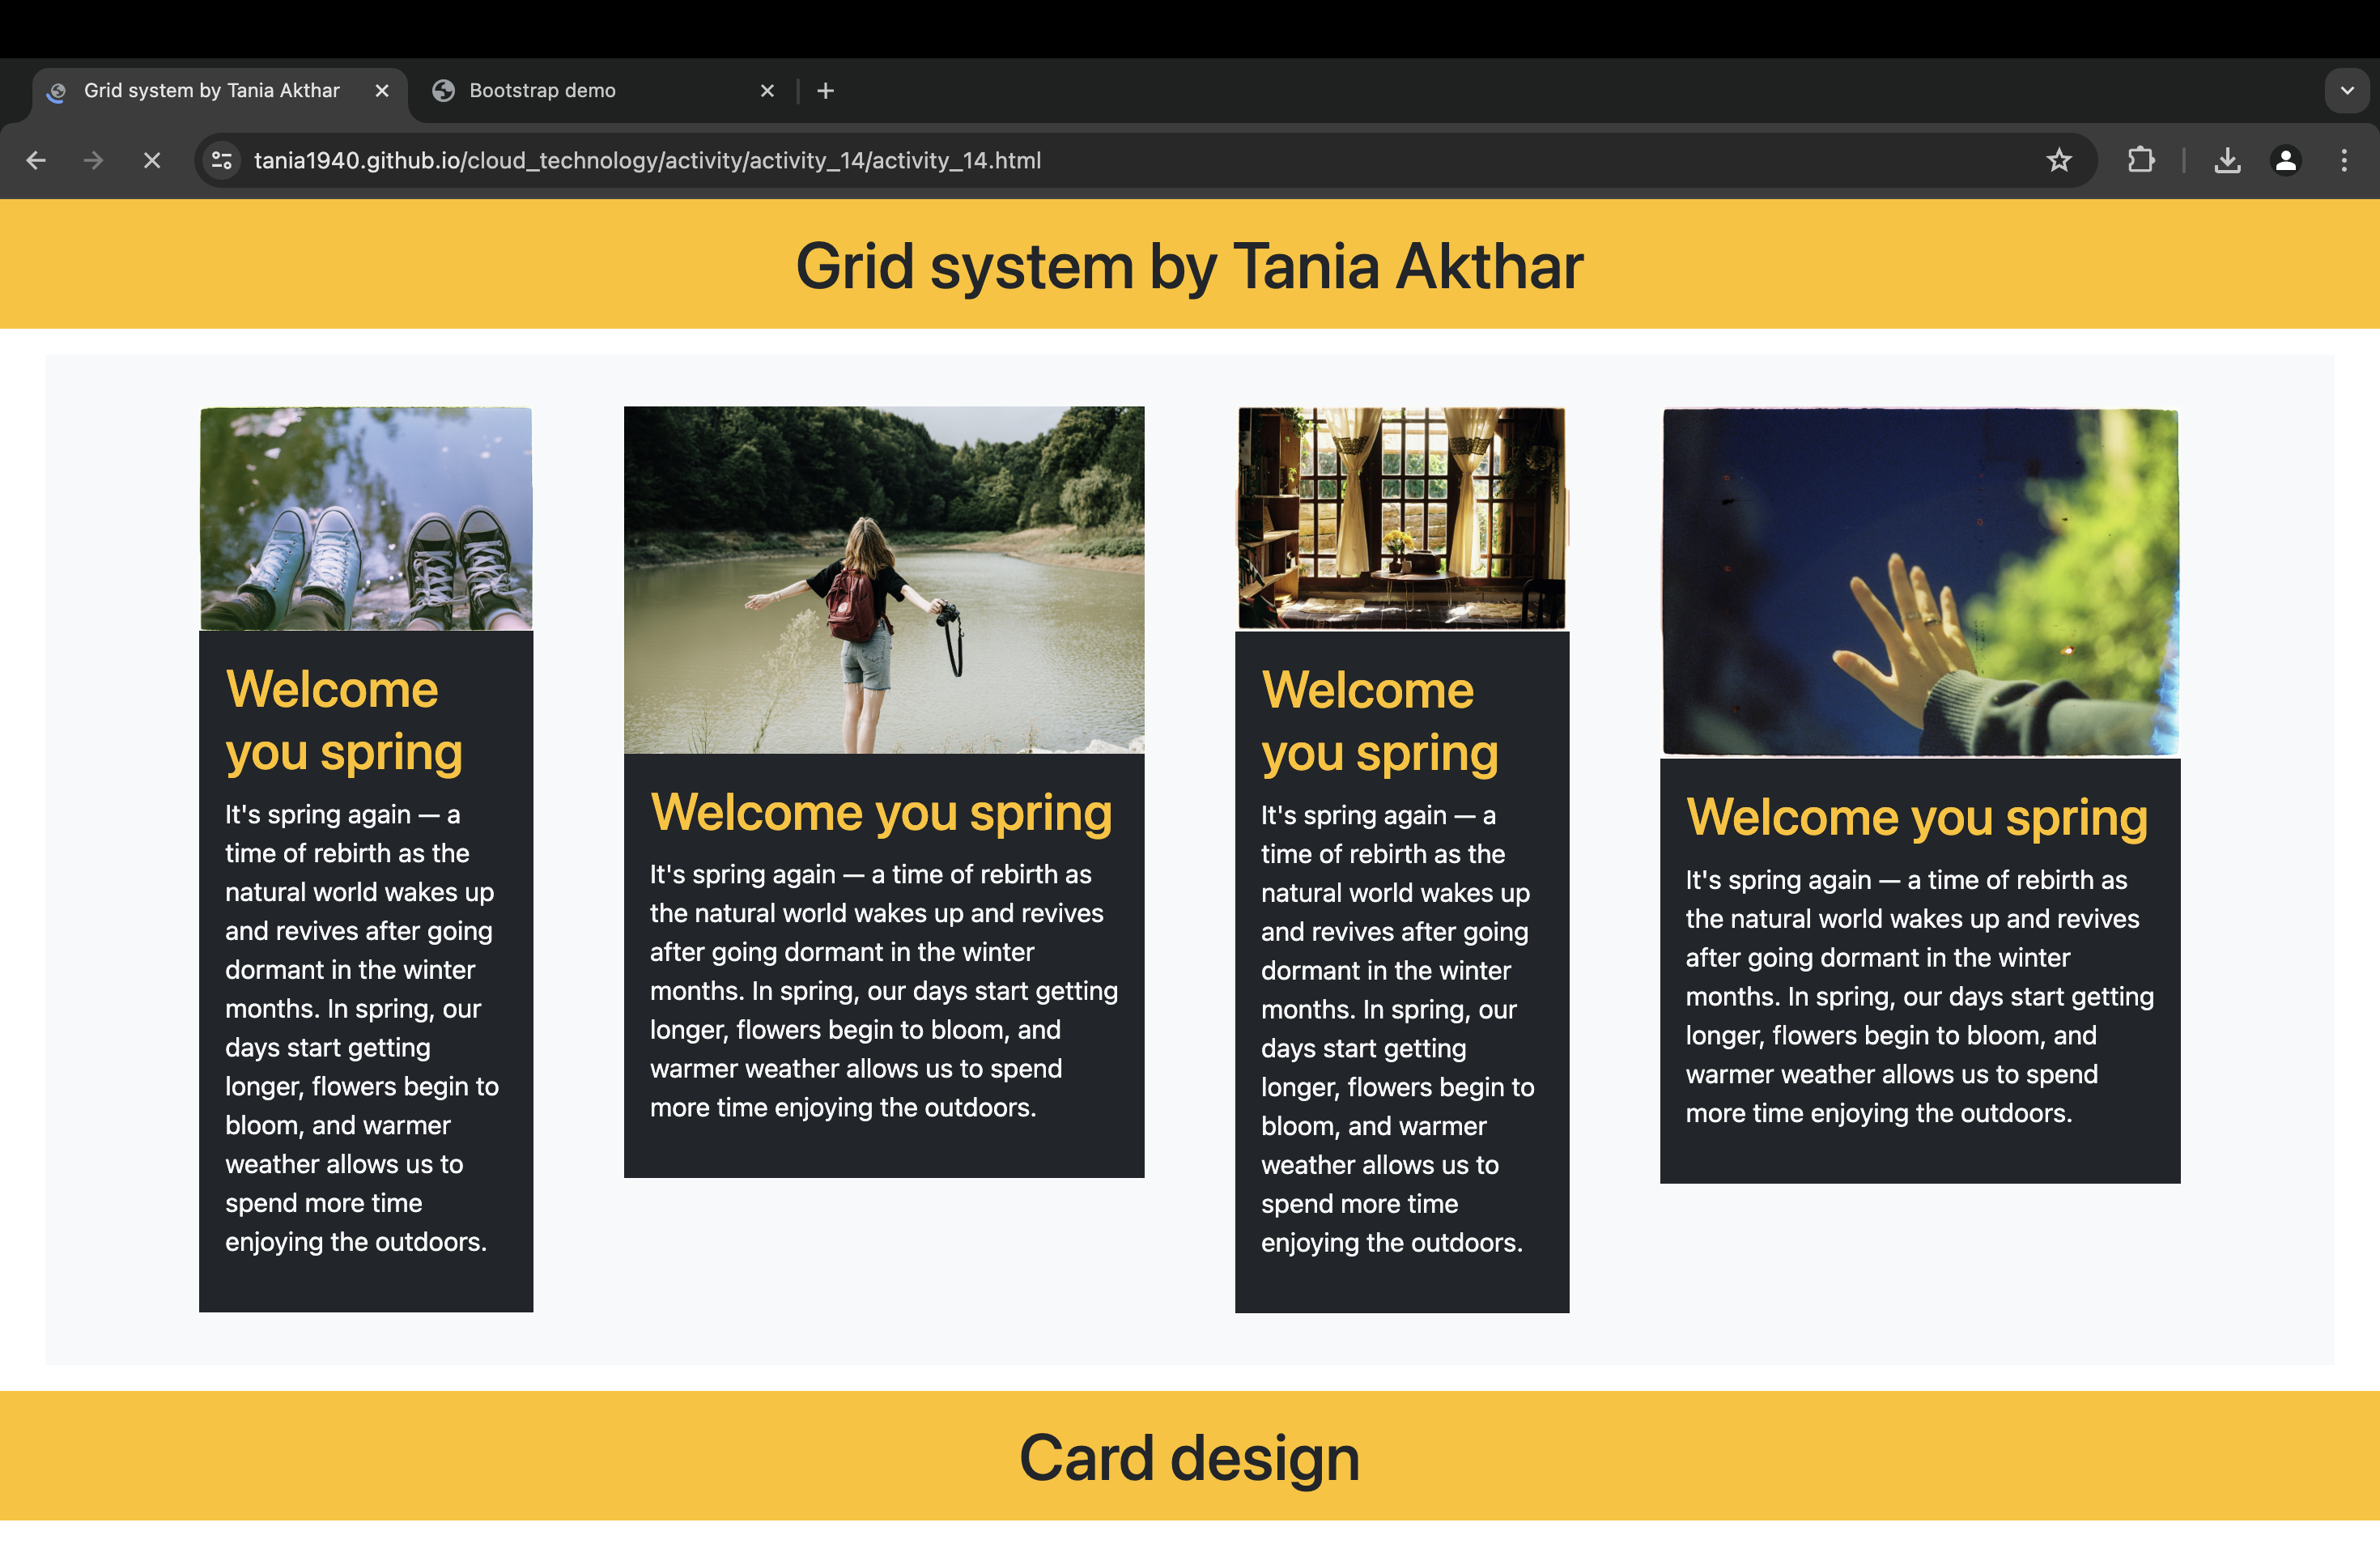 Grid system by Tania Akthar
Bootstrap demo
tania1940.github.io/cloud_technology/activity/activity_14/activity_14.html
Grid system by Tania Akthar
Welcome
you spring
It's spring again — a
time of rebirth as the
natural world wakes up
and revives after going
dormant in the winter
months. In spring, our
days start getting
longer, flowers begin to
bloom, and warmer
weather allows us to
spend more time
enjoying the outdoors.
Welcome you spring
It's spring again — a time of rebirth as
the natural world wakes up and revives
after going dormant in the winter
months. In spring, our days start getting
longer, flowers begin to bloom, and
warmer weather allows us to spend
more time enjoying the outdoors.
Welcome
you spring
It's spring again — a
time of rebirth as the
natural world wakes up
and revives after going
dormant in the winter
months. In spring, our
days start getting
longer, flowers begin to
bloom, and warmer
weather allows us to
spend more time
enjoying the outdoors.
Welcome you spring
It's spring again — a time of rebirth as
the natural world wakes up and revives
after going dormant in the winter
months. In spring, our days start getting
longer, flowers begin to bloom, and
warmer weather allows us to spend
more time enjoying the outdoors.
Card design